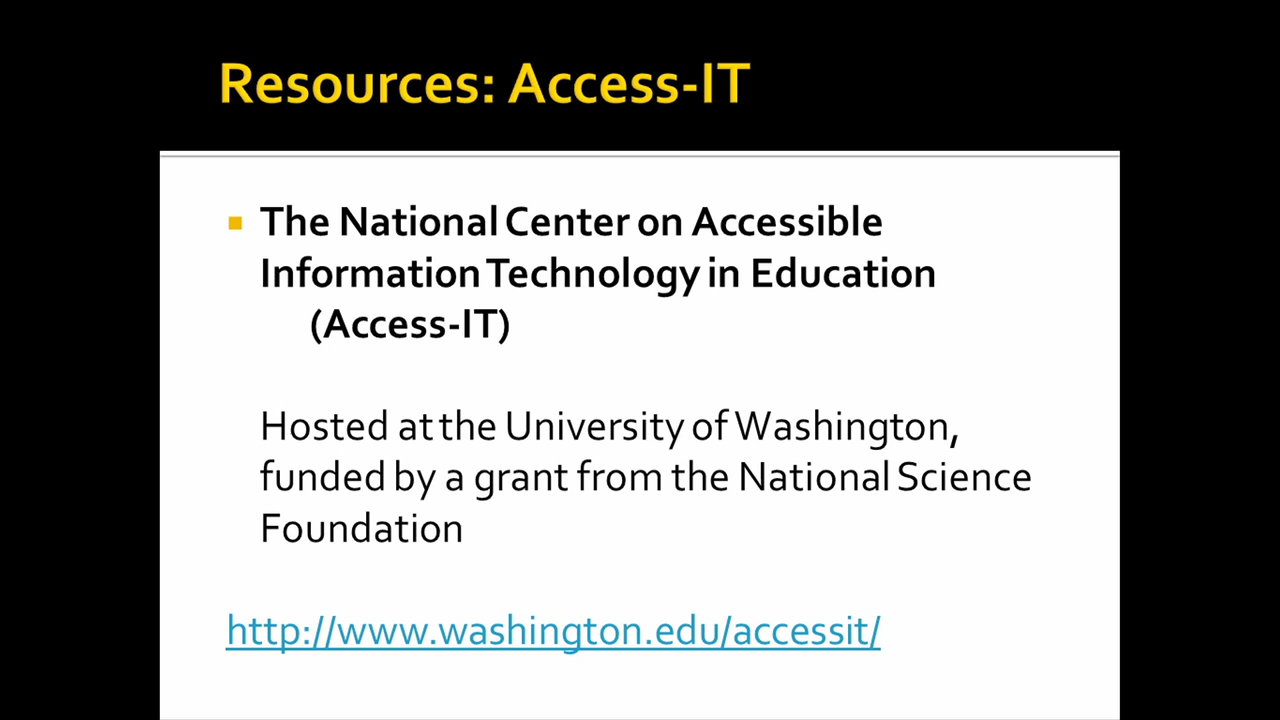 Resources: Access-IT
The National Center on Accessible
Information Technology in Education
(Access-IT)
Hosted at the University of Washington,
funded by a grant from the National Science
Foundation
http://www.washington.edu/accessit/